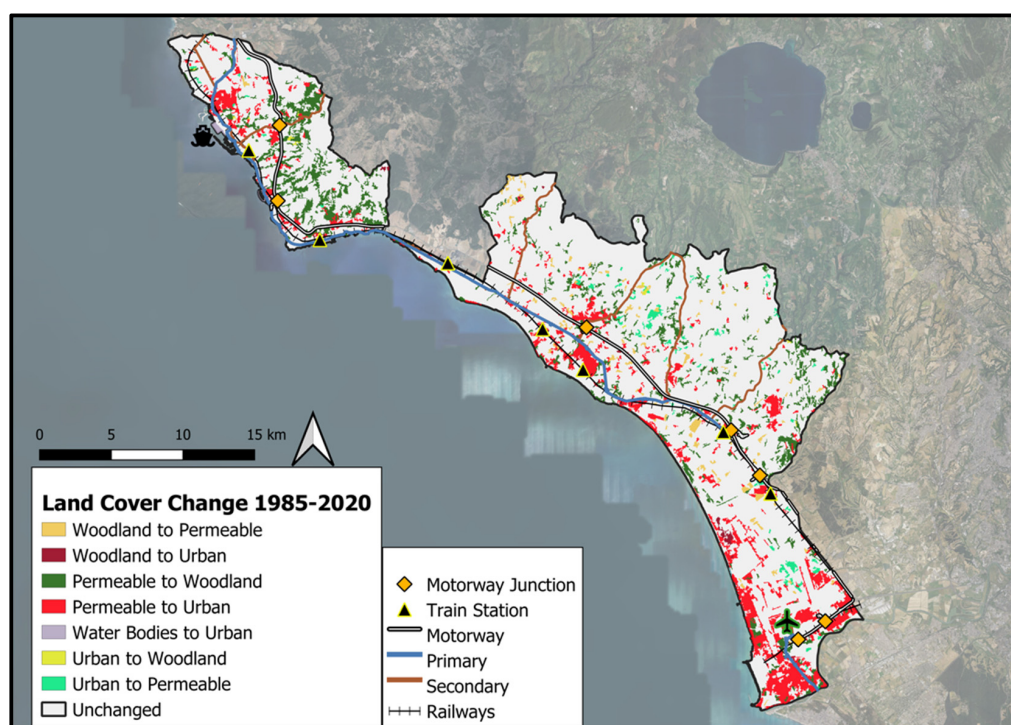 0 5 10 15 km
Land Cover Change 1985-2020
Woodland to Permeable
Woodland to Urban
Permeable to Woodland
Permeable to Urban
Water Bodies to Urban
Urban to Woodland
Urban to Permeable
Unchanged
Motorway Junction
Train Station
Motorway
Primary
Secondary
Railways